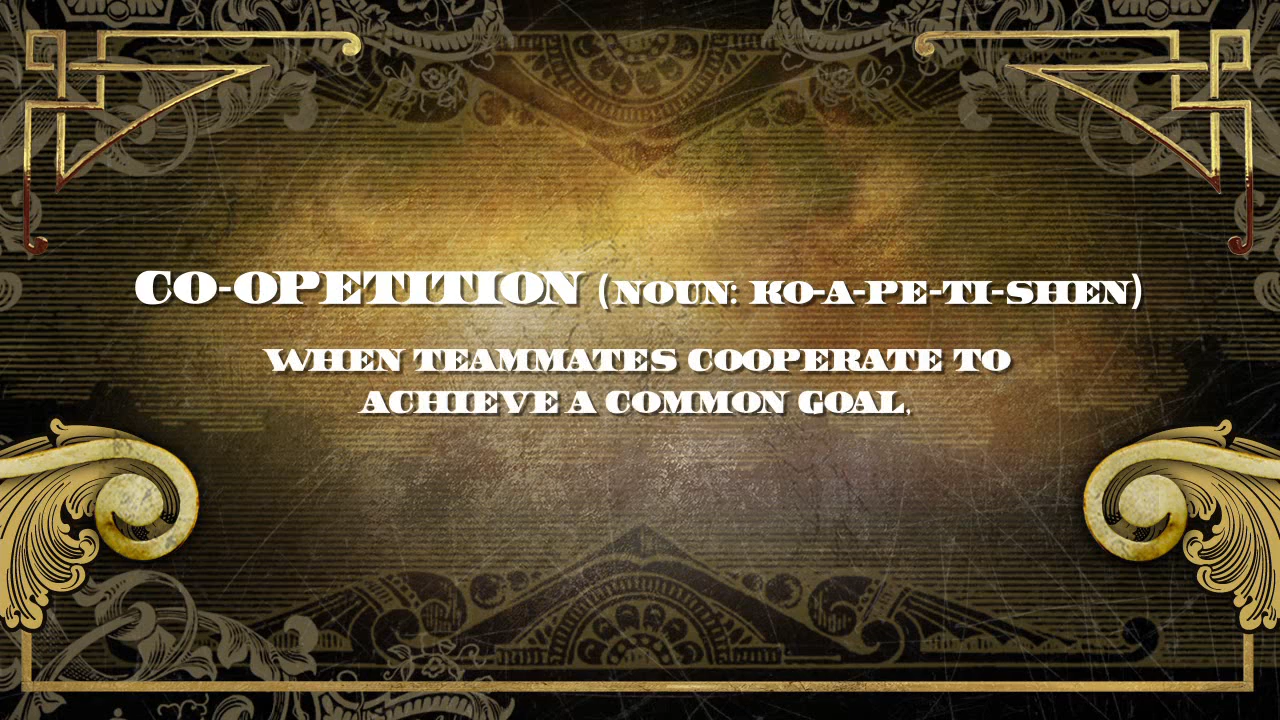 CO-OPETITION (NOUN: KO-A-PE-TI-SHEN)
WHEN TEAMMATES COOPERATE TO
ACHIEVE A COMMON GOAL,